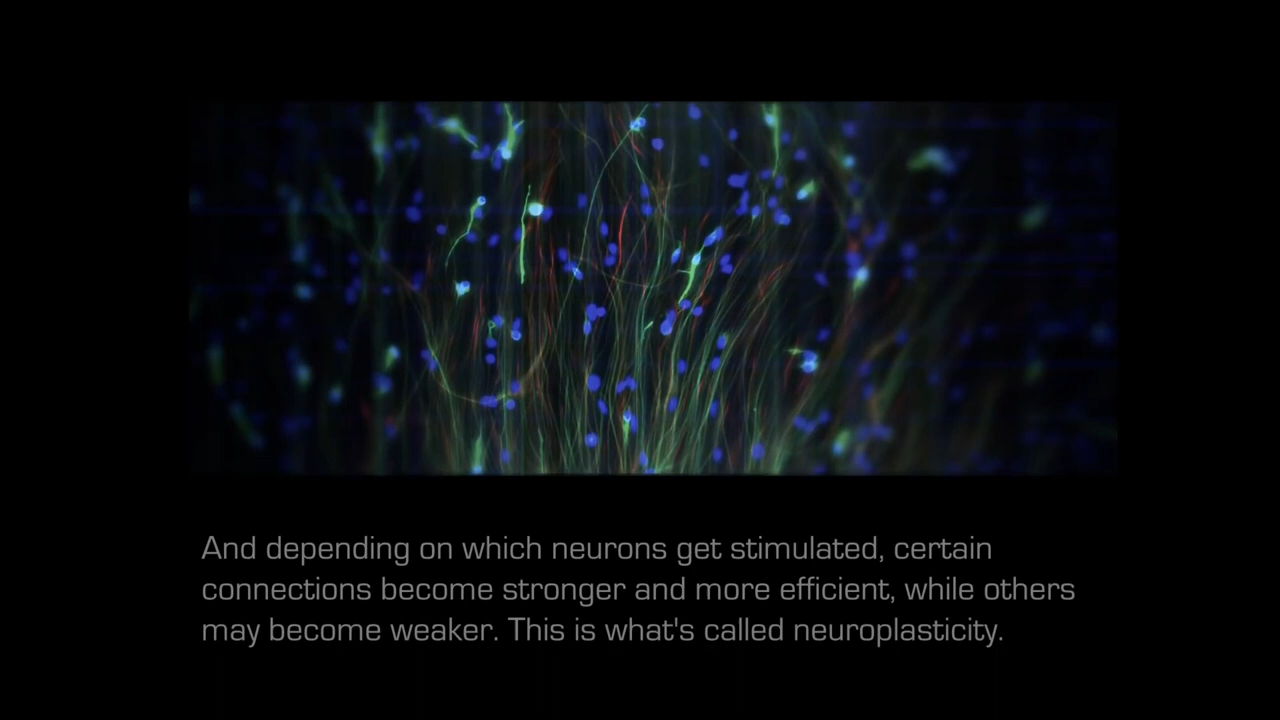 And depending on which neurons get stimulated, certain
connections become stronger and more efficient, while others
may become weaker. This is what's called neuroplasticity.